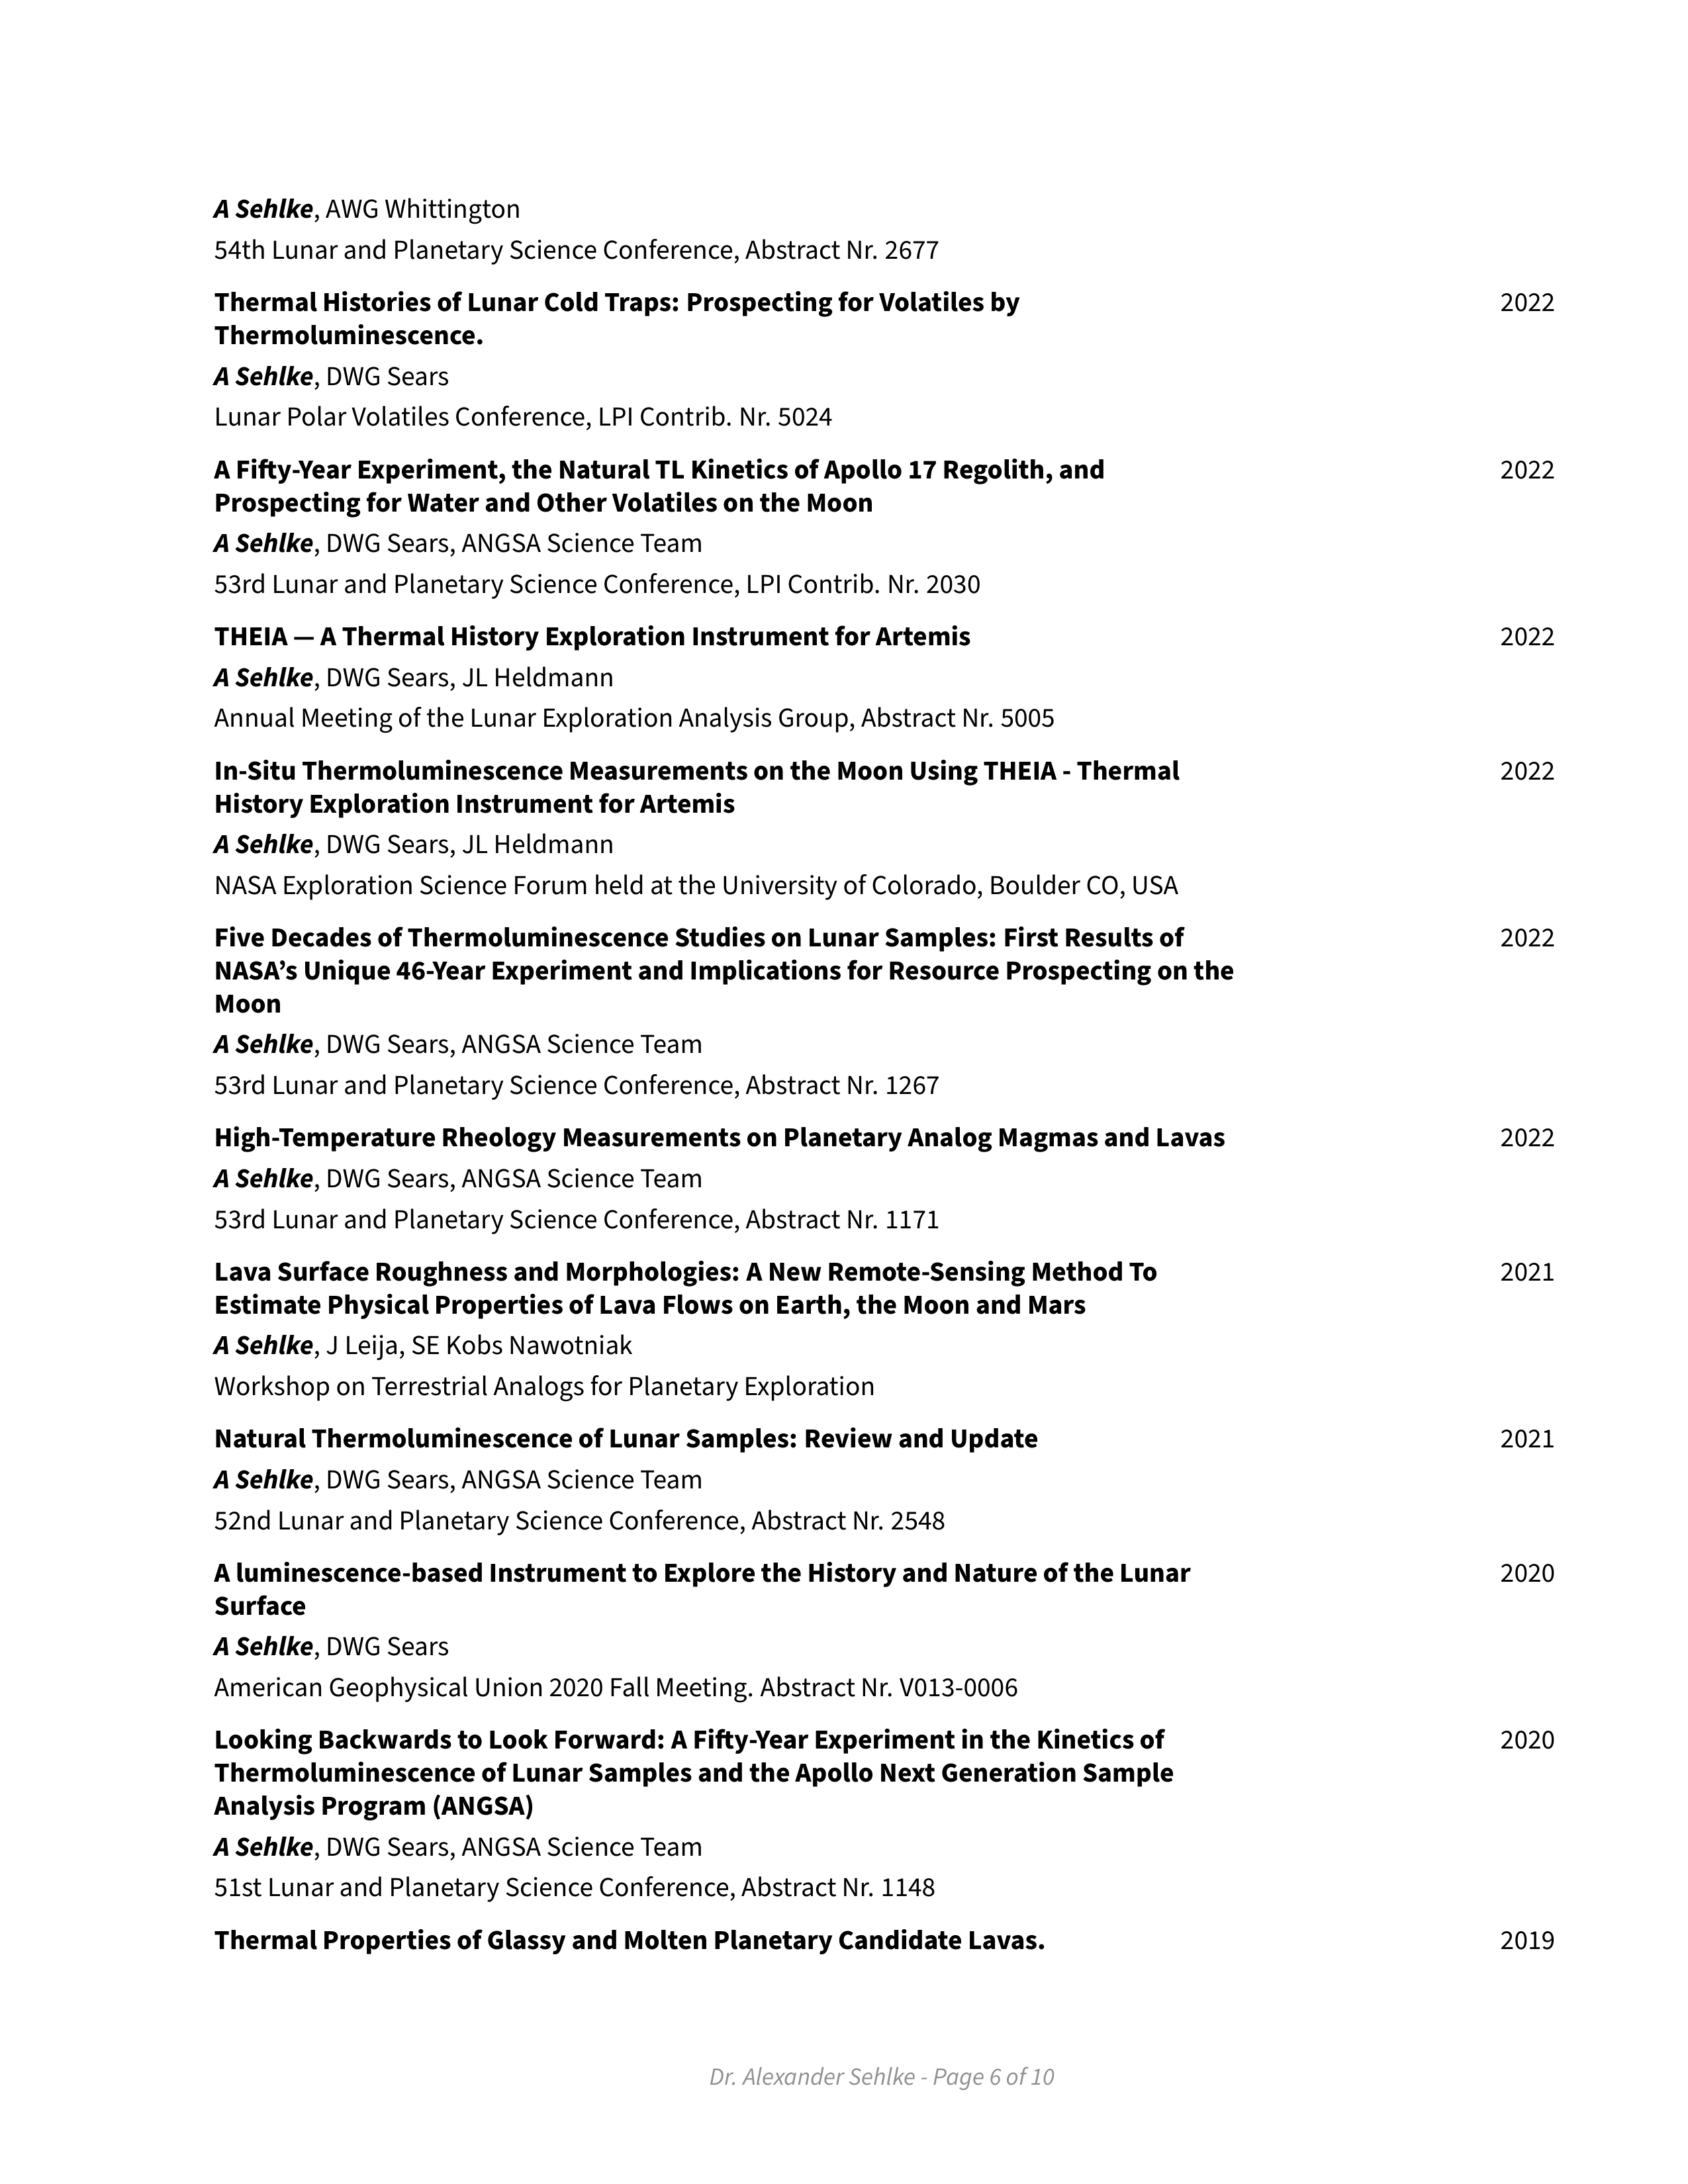 A Sehlke, AWG Whittington
54th Lunar and Planetary Science Conference, Abstract Nr. 2677
Thermal Histories of Lunar Cold Traps: Prospecting for Volatiles by 2022
Thermoluminescence.
A Sehlke, DWG Sears
Lunar Polar Volatiles Conference, LPI Contrib. Nr. 5024
A Fifty-Year Experiment, the Natural TL Kinetics of Apollo 17 Regolith, and 2022
Prospecting for Water and Other Volatiles on the Moon
A Sehlke, DWG Sears, ANGSA Science Team
53rd Lunar and Planetary Science Conference, LPI Contrib. Nr. 2030
THEIA — A Thermal History Exploration Instrument for Artemis 2022
A Sehlke, DWG Sears, JL Heldmann
Annual Meeting of the Lunar Exploration Analysis Group, Abstract Nr. 5005
In-Situ Thermoluminescence Measurements on the Moon Using THEIA - Thermal 2022
History Exploration Instrument for Artemis
A Sehlke, DWG Sears, JL Heldmann
NASA Exploration Science Forum held at the University of Colorado, Boulder CO, USA
Five Decades of Thermoluminescence Studies on Lunar Samples: First Results of 2022
NASA’s Unique 46-Year Experiment and Implications for Resource Prospecting on the
Moon
A Sehlke, DWG Sears, ANGSA Science Team
53rd Lunar and Planetary Science Conference, Abstract Nr. 1267
High-Temperature Rheology Measurements on Planetary Analog Magmas and Lavas 2022
A Sehlke, DWG Sears, ANGSA Science Team
53rd Lunar and Planetary Science Conference, Abstract Nr. 1171
Lava Surface Roughness and Morphologies: A New Remote-Sensing Method To 2021
Estimate Physical Properties of Lava Flows on Earth, the Moon and Mars
A Sehlke, J Leija, SE Kobs Nawotniak
Workshop on Terrestrial Analogs for Planetary Exploration
Natural Thermoluminescence of Lunar Samples: Review and Update 2021
A Sehlke, DWG Sears, ANGSA Science Team
52nd Lunar and Planetary Science Conference, Abstract Nr. 2548
A luminescence-based Instrument to Explore the History and Nature of the Lunar 2020
Surface
A Sehlke, DWG Sears
American Geophysical Union 2020 Fall Meeting. Abstract Nr. V013-0006
Looking Backwards to Look Forward: A Fifty-Year Experiment in the Kinetics of 2020
Thermoluminescence of Lunar Samples and the Apollo Next Generation Sample
Analysis Program (ANGSA)
A Sehlke, DWG Sears, ANGSA Science Team
51st Lunar and Planetary Science Conference, Abstract Nr. 1148
Thermal Properties of Glassy and Molten Planetary Candidate Lavas. 2019
Dr. Alexander Sehlke - Page 6 of 10